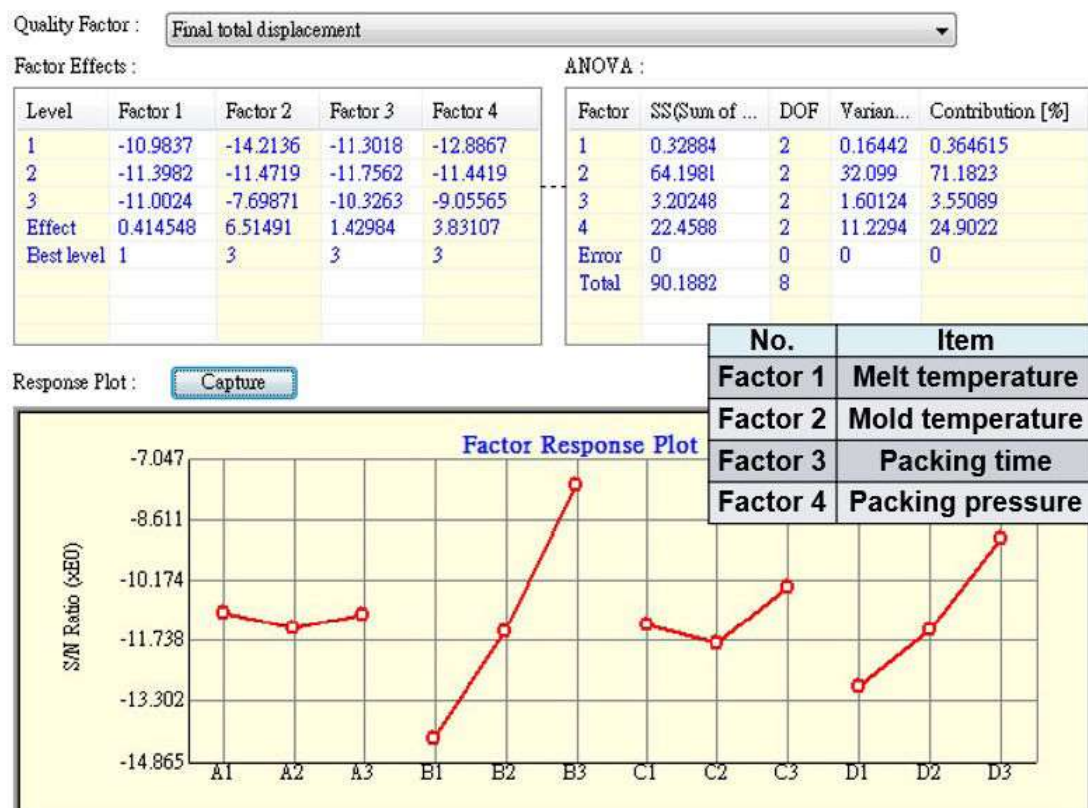 Quality Factor : Final total displacement
Factor Effects :
Level Factor 1 Factor 2 Factor 3 Factor 4
1 -10.9837 -14.2136 -11.3018 -12.8867
2 -11.3982 -11.4719 -11.7562 -11.4419
3 -11.0024 -7.69871 -10.3263 -9.05565
Effect 0.414548 6.51491 1.42984 3.83107
Best level 1 3 3 3
ANOVA :
Factor SS(Sum of ... DOF Varian... Contribution [%]
1 0.32884 2 0.16442 0.364615
2 64.1981 2 32.099 71.1823
3 3.20248 2 1.60124 3.55089
4 22.4588 2 11.2294 24.9022
Error 0 0 0 0
Total 90.1882 8
No. Item
Factor 1 Melt temperature
Factor 2 Mold temperature
Factor 3 Packing time
Factor 4 Packing pressure
Response Plot : Capture
Factor Response Plot
S/N Ratio (xE0)
-7.047
-8.611
-10.174
-11.738
-13.302
-14.865
A1 A2 A3 B1 B2 B3 C1 C2 C3 D1 D2 D3